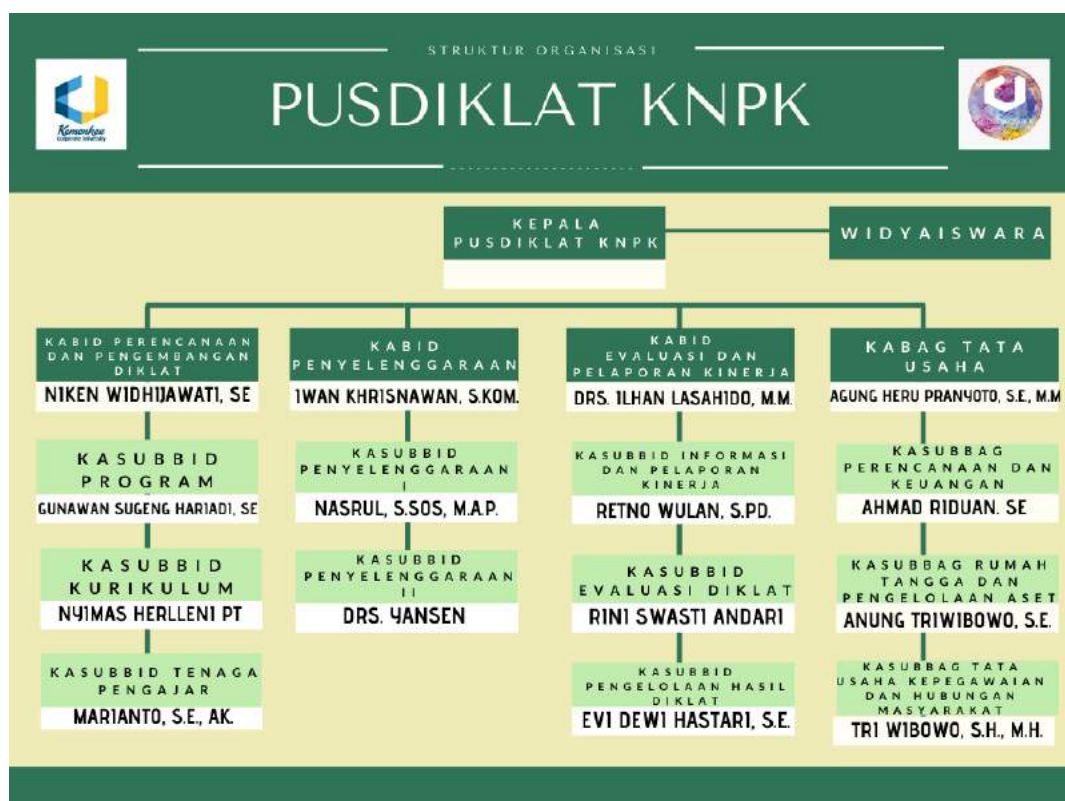 STRUKTUR ORGANISASI
PUSDIKLAT KNPK
Kemenkeu
corporate university
KEPALA
PUSDIKLAT KNPK
WIDYAISWARA
KABID PERENCANAAN
DAN PENGEMBANGAN
DIKLAT
NIKEN WIDHIJAWATI, SE
KASUBBID
PROGRAM
GUNAWAN SUGENG HARIADI, SE
KASUBBID
KURIKULUM
NYIMAS HERLLENI PT
KASUBBID TENAGA
PENGAJAR
MARIANTO, S.E., AK.
KABID
PENYELENGGARAAN
IWAN KHRISNAWAN, S.KOM.
KASUBBID
PENYELENGGARAAN
I
NASRUL, S.SOS, M.A.P.
KASUBBID
PENYELENGGARAAN
II
DRS. YANSEN
KABID
EVALUASI DAN
PELAPORAN KINERJA
DRS. ILHAN LASAHIDO, M.M.
KASUBBID INFORMASI
DAN PELAPORAN
KINERJA
RETNO WULAN, S.PD.
KASUBBID
EVALUASI DIKLAT
RINI SWASTI ANDARI
KASUBBID
PENGELOLAAN HASIL
DIKLAT
EVI DEWI HASTARI, S.E.
KABAG TATA
USAHA
AGUNG HERU PRANYOTO, S.E., M.M
KASUBBAG
PERENCANAAN DAN
KEUANGAN
AHMAD RIDUAN. SE
KASUBBAG RUMAH
TANGGA DAN
PENGELOLAAN ASET
ANUNG TRIWIBOWO, S.E.
KASUBBAG TATA
USAHA KEPEGAWAIAN
DAN HUBUNGAN
MASYARAKAT
TRI WIBOWO, S.H., M.H.